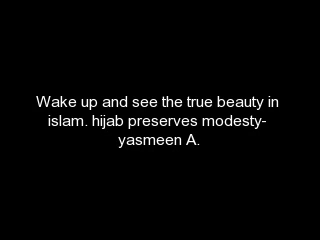 Wake up and see the true beauty in
islam. hijab preserves modesty-
yasmeen A.